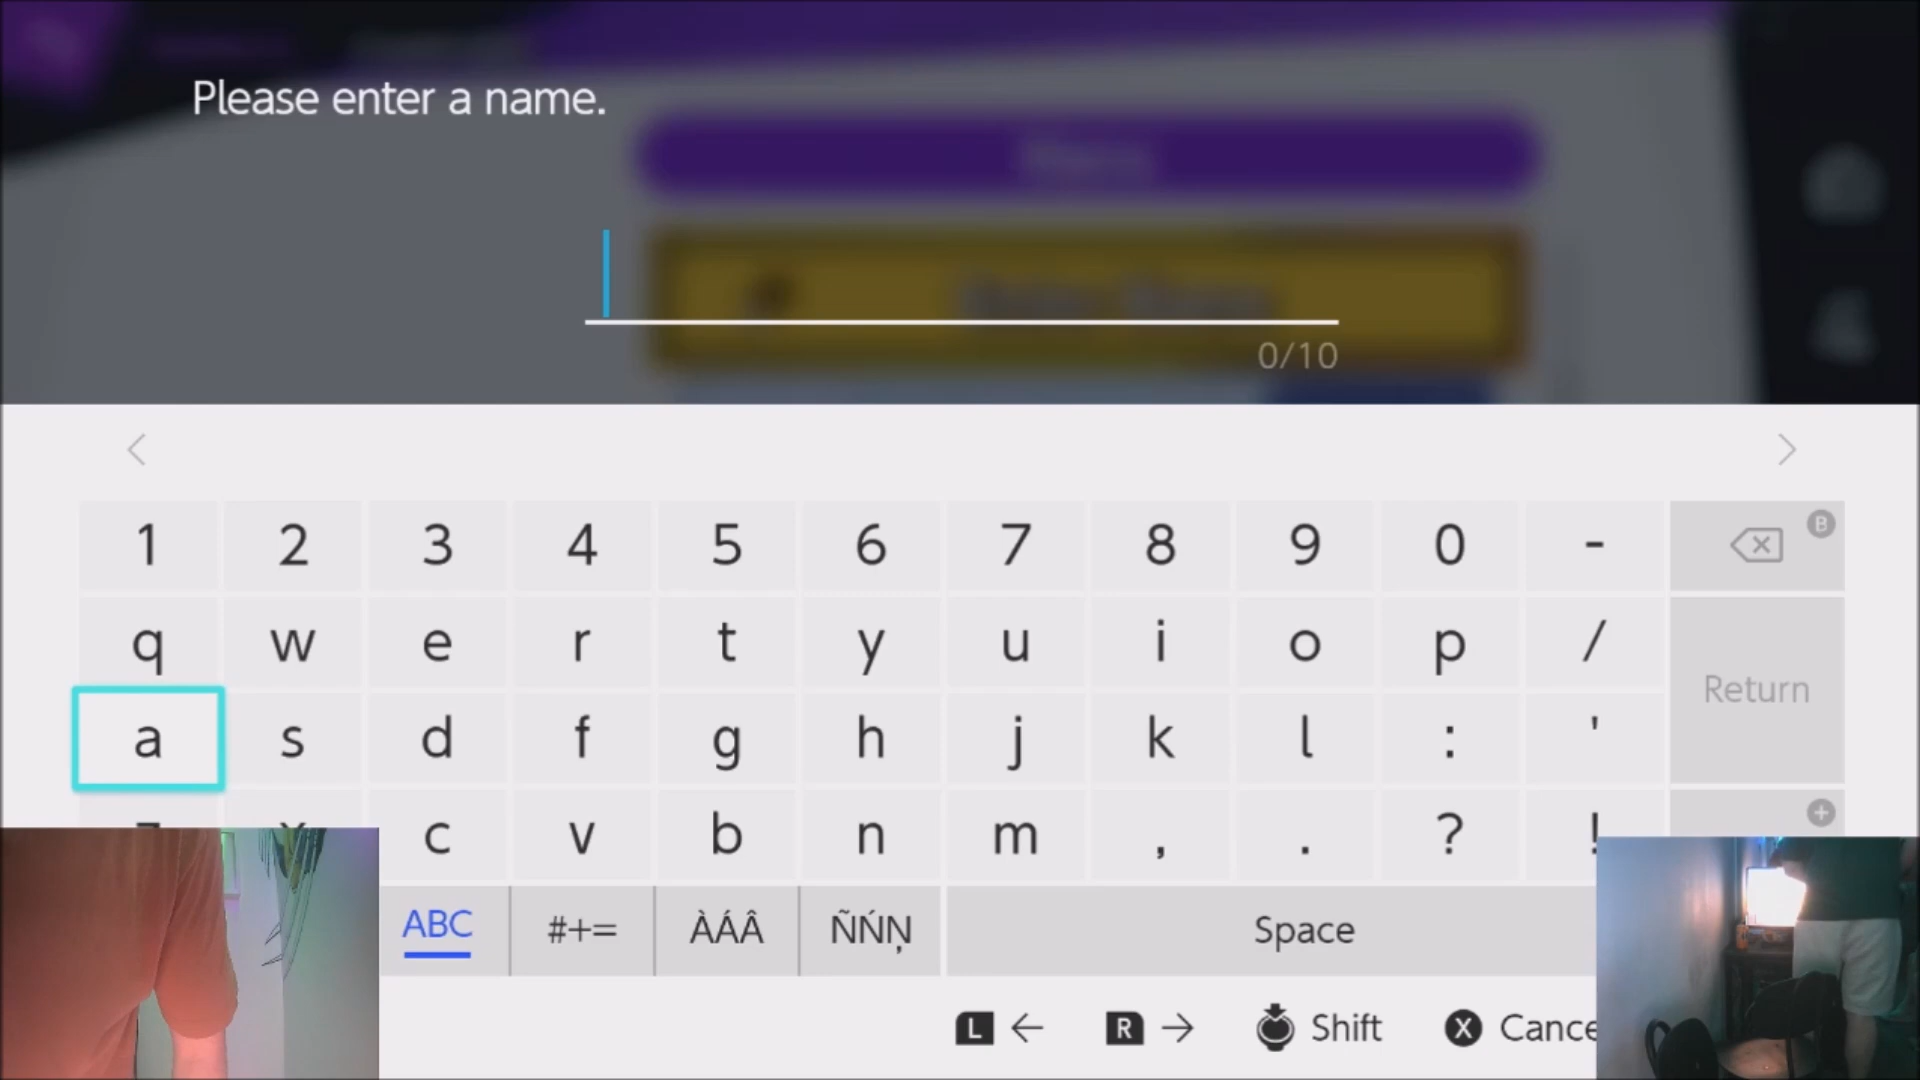 Please enter a name.
0/10
1 2 3 4 5 6 7 8 9 0 - B
q w e r t y u i o p /
Return
a s d f g h j k l : '
c v b n m , . ? ! +
ABC #+= ÀÁÂ ÑŃŅ Space
L ← R → Shift X Cance